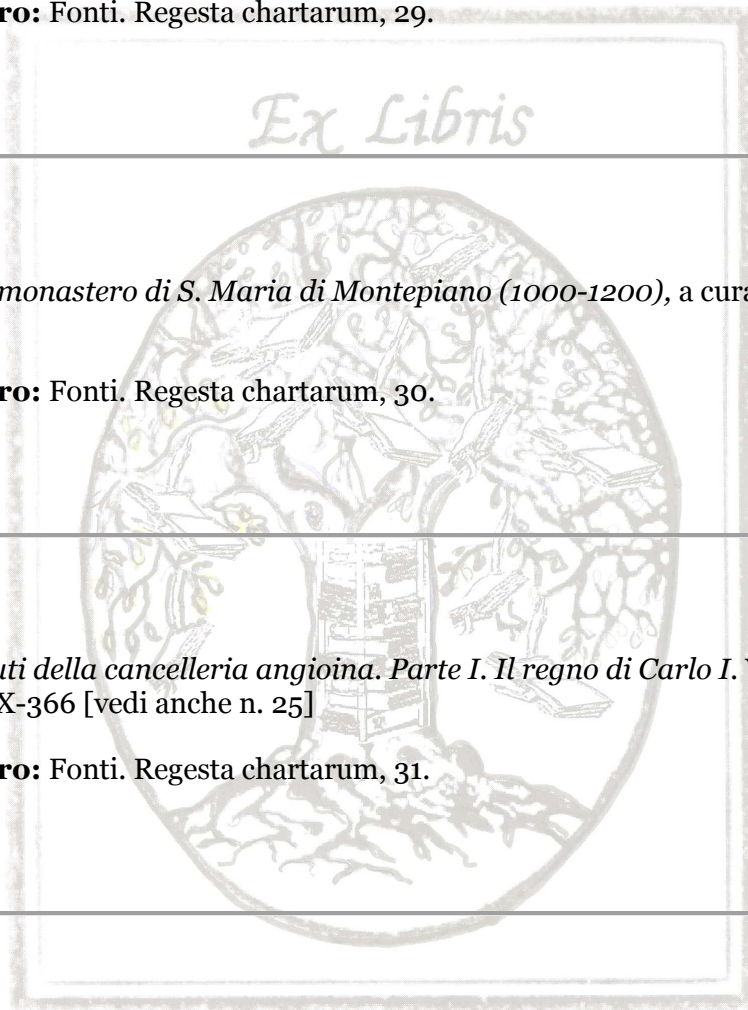 ro: Fonti. Regesta chartarum, 29.
Ex Libris
monastero di S. Maria di Montepiano (1000-1200), a cura
ro: Fonti. Regesta chartarum, 30.
uti della cancelleria angioina. Parte I. Il regno di Carlo I.
X-366 [vedi anche n. 25]
ro: Fonti. Regesta chartarum, 31.